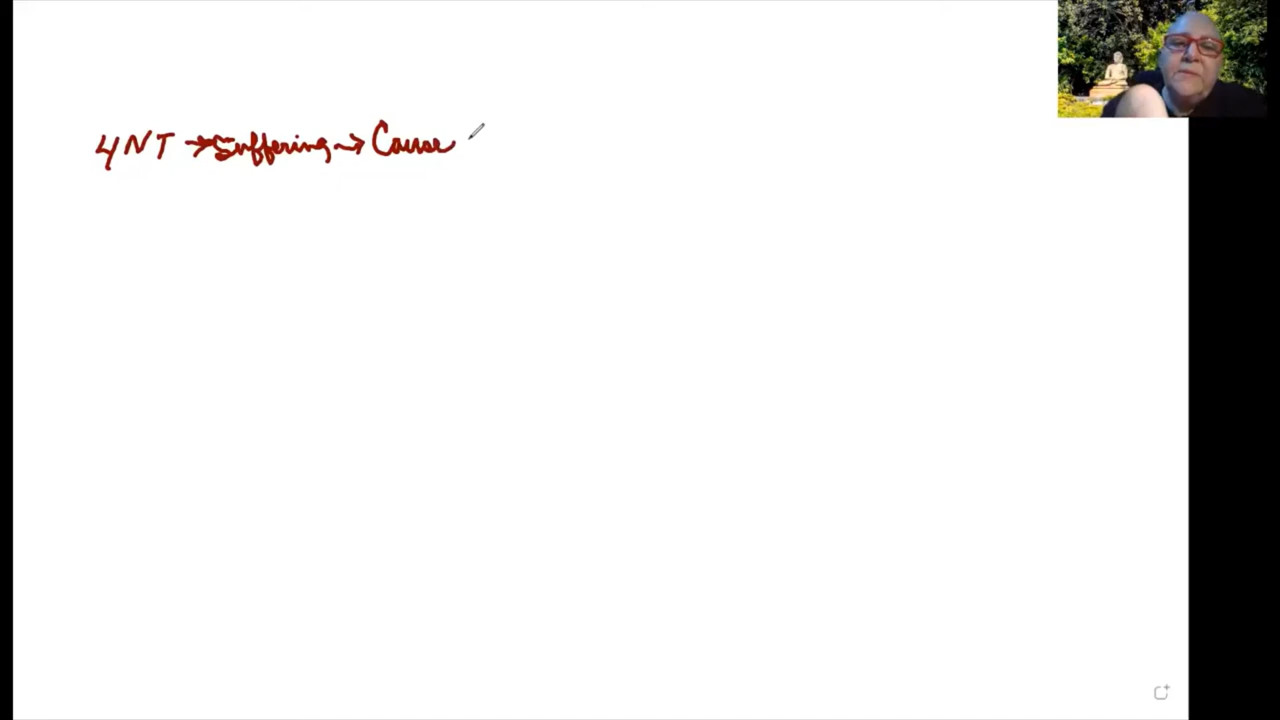 4NT → Suffering → Cause